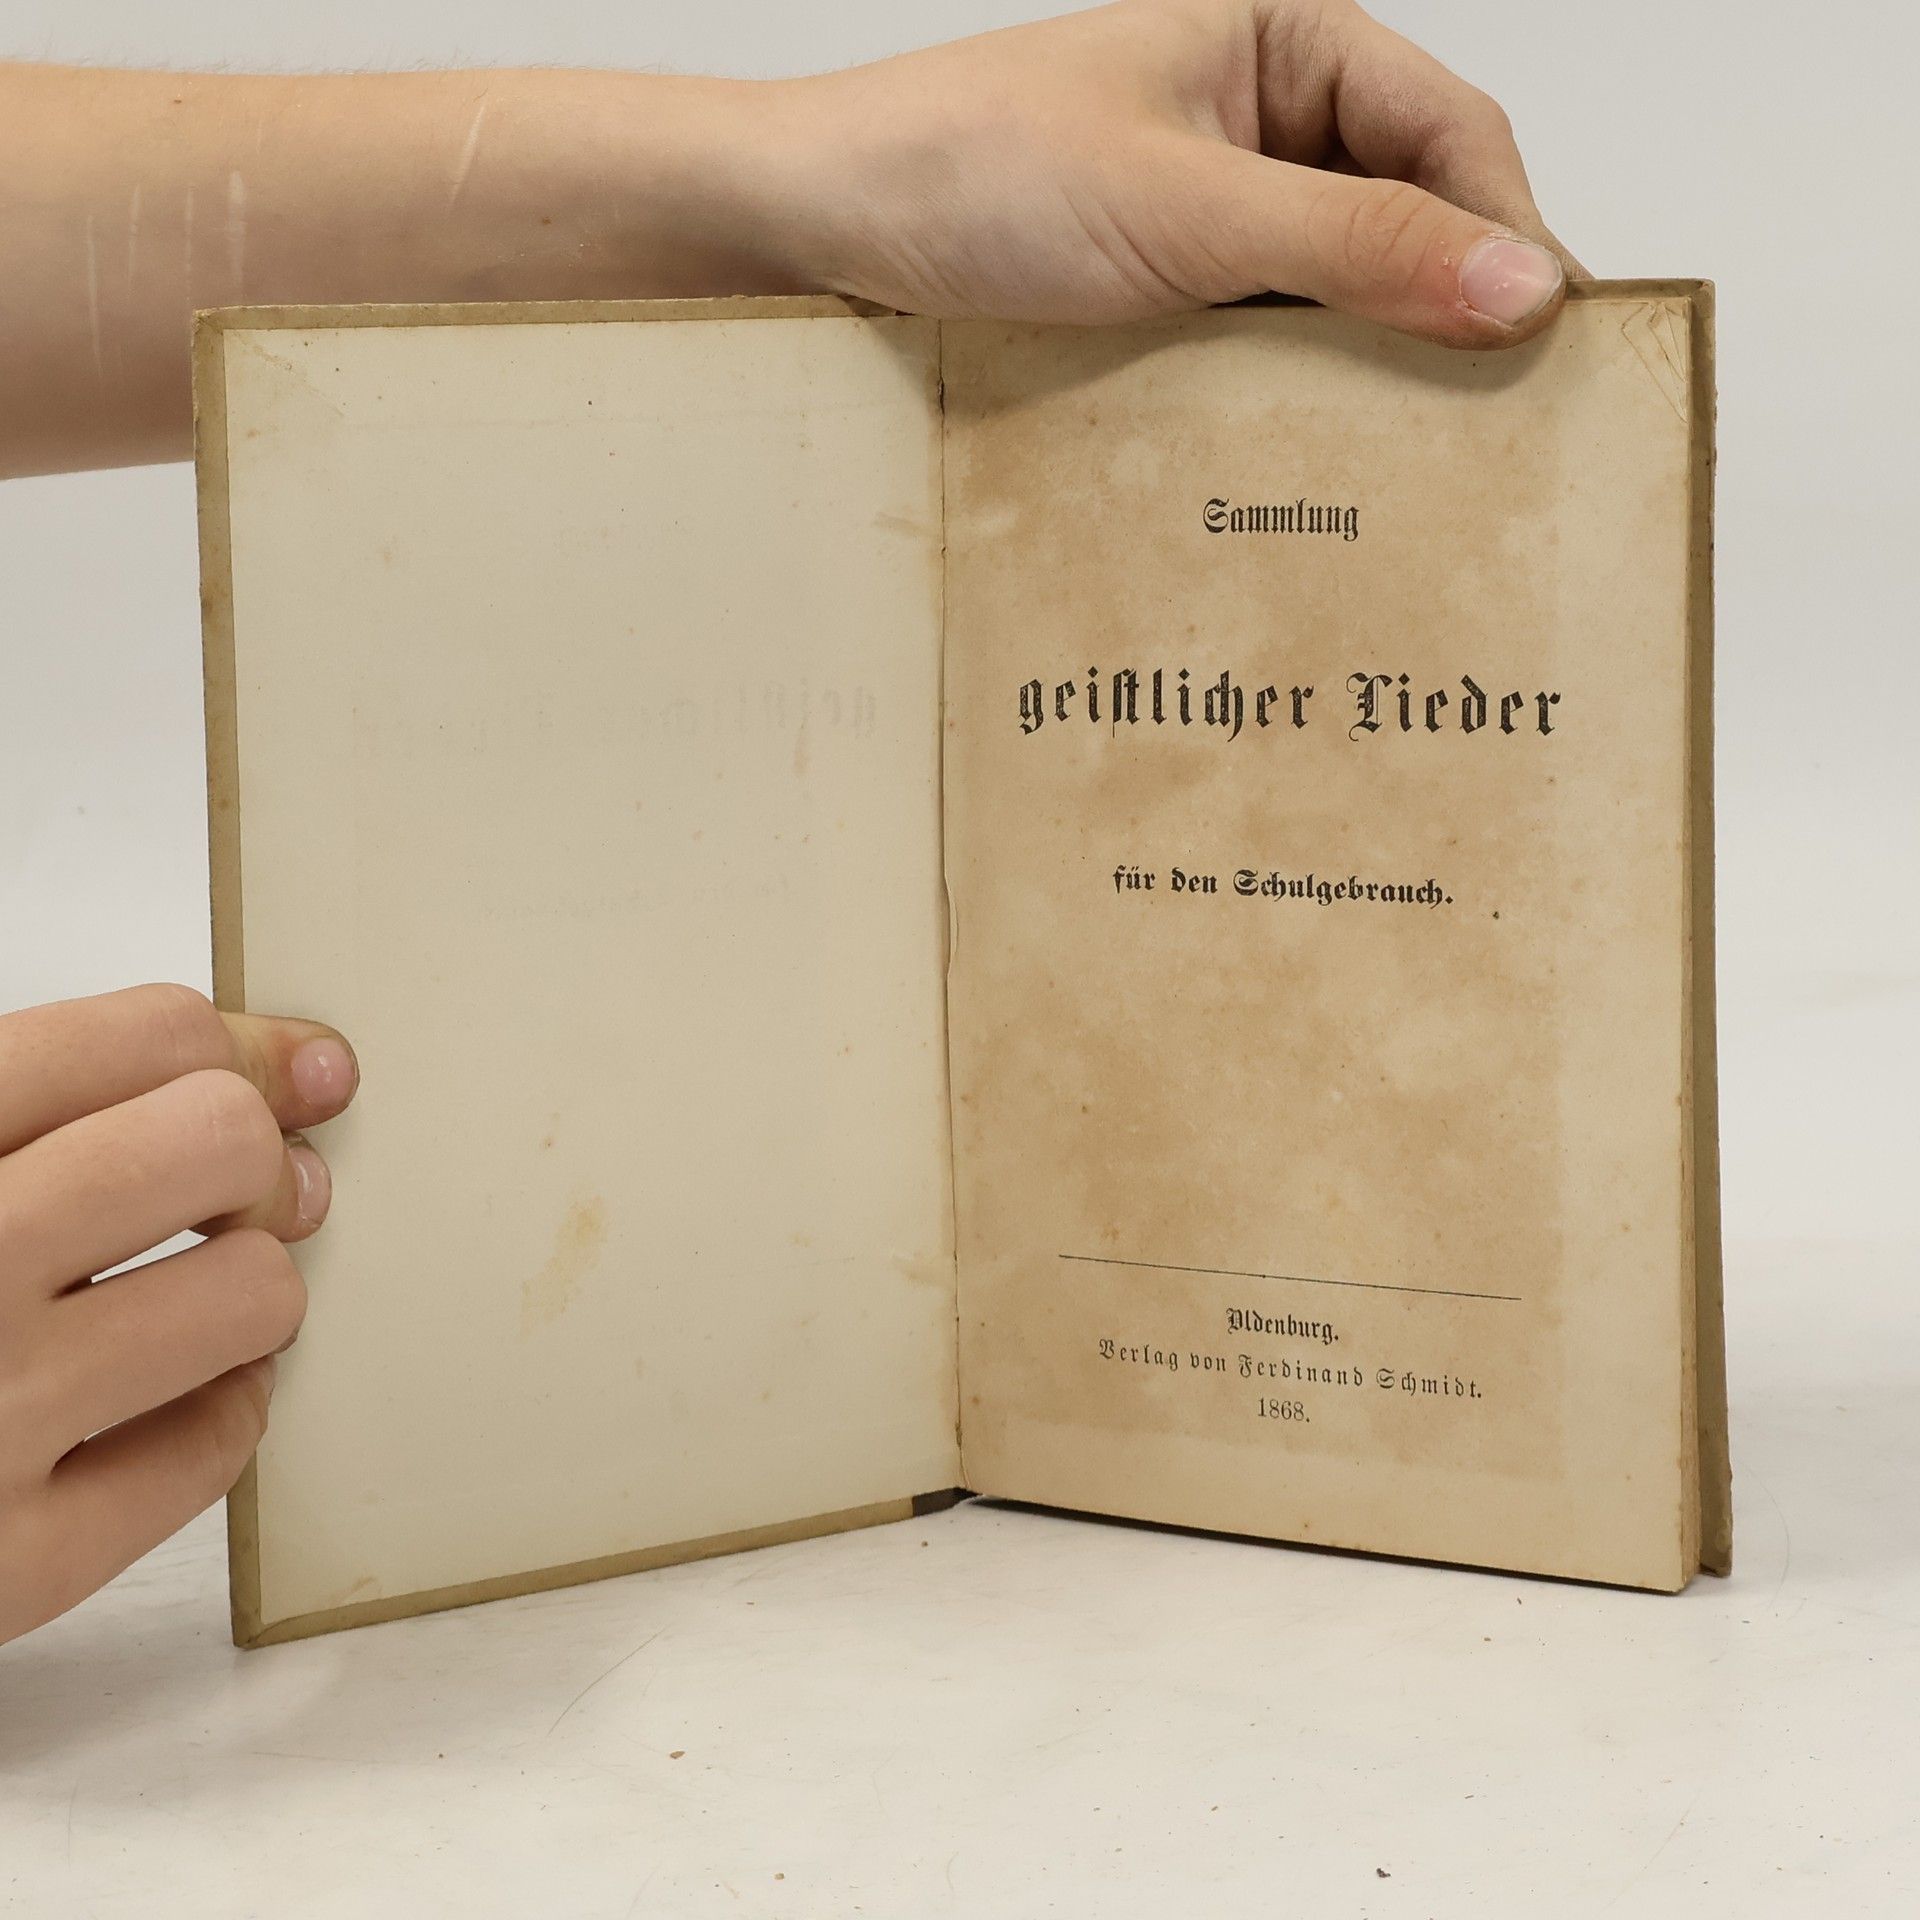 Sammlung
geistlicher Lieder
für den Schulgebrauch.
Oldenburg.
Verlag von Ferdinand Schmidt.
1868.